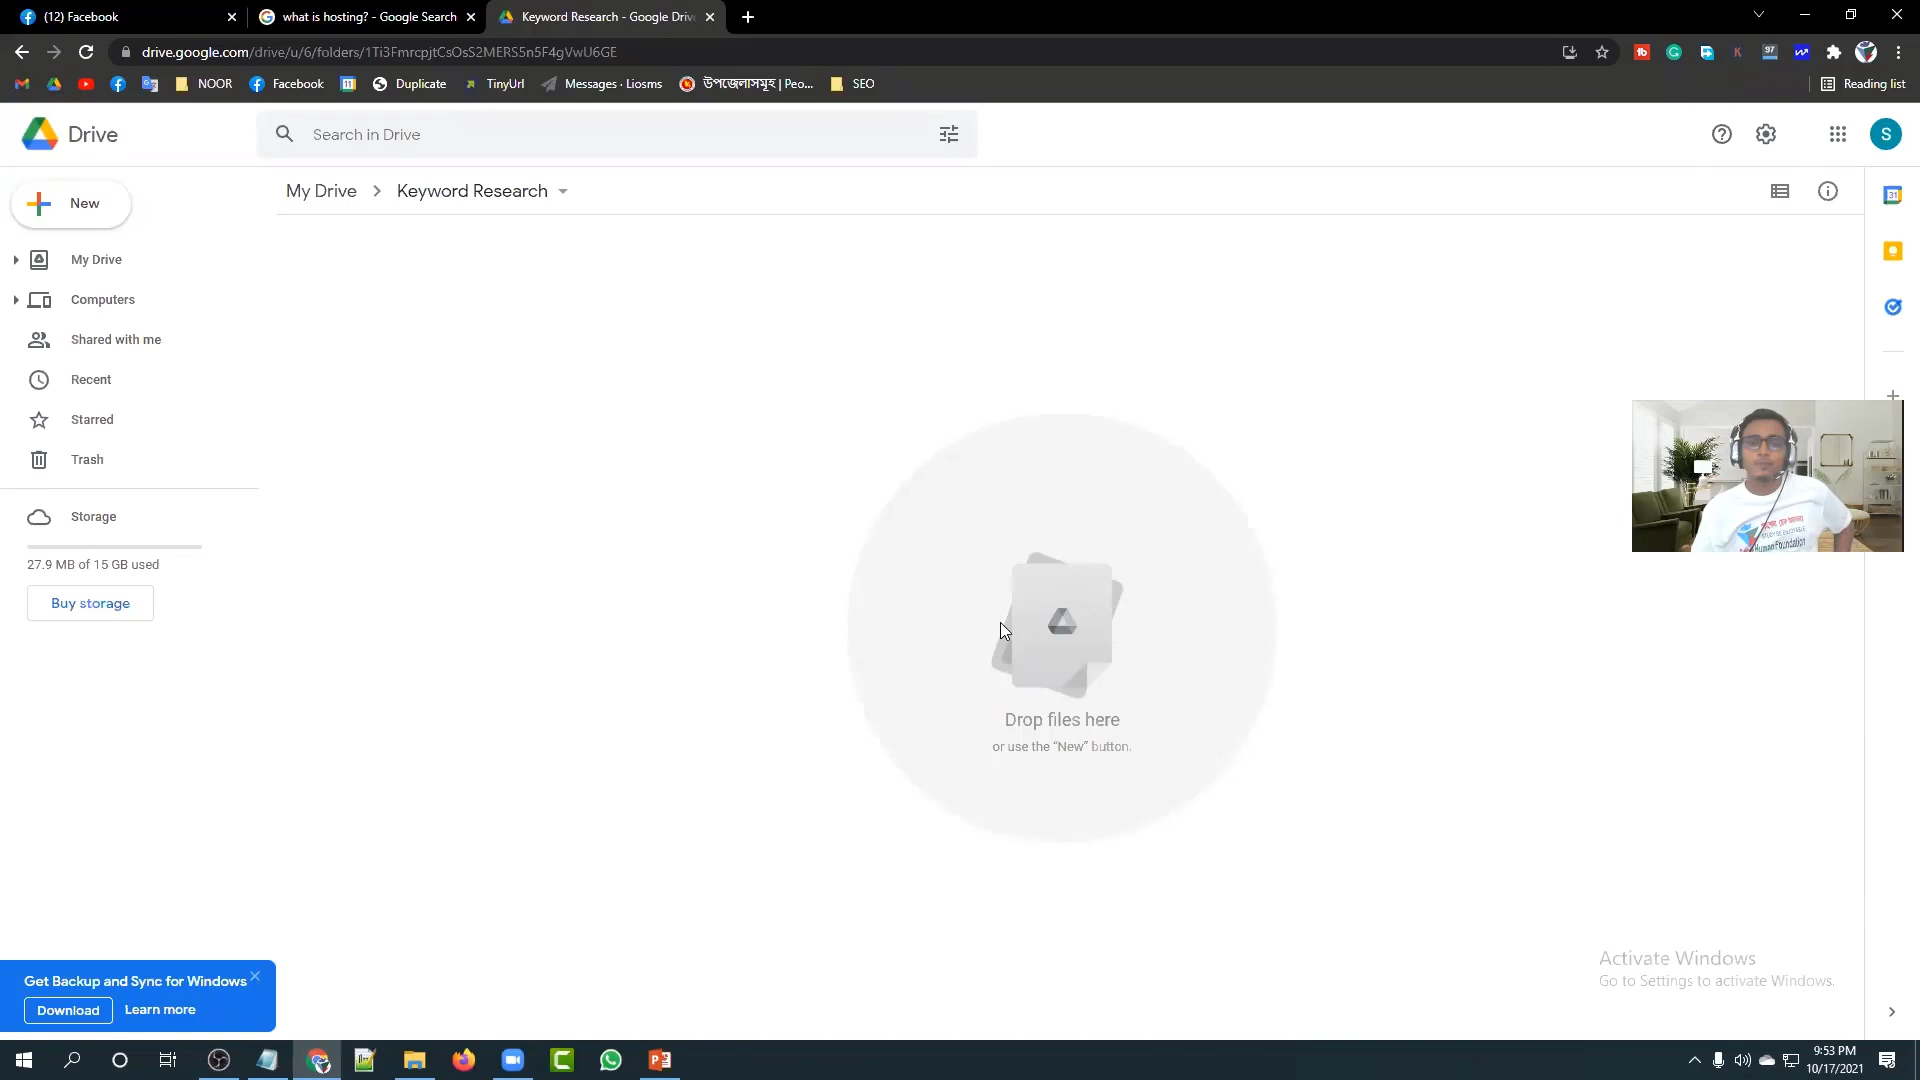 (12) Facebook
what is hosting? - Google Search
Keyword Research - Google Driv
drive.google.com/drive/u/6/folders/1Ti3FmrcpjtCsOsS2MERS5n5F4gVwU6GE
NOOR
Facebook
Duplicate
TinyUrl
Messages · Liosms
উপজেলাসমূহ | Peo...
SEO
Reading list
Drive
Search in Drive
S
New
My Drive
Keyword Research
31
My Drive
Computers
Shared with me
Recent
Starred
Trash
Storage
27.9 MB of 15 GB used
Buy storage
Human Foundation
Drop files here
or use the “New” button.
Activate Windows
Go to Settings to activate Windows.
Get Backup and Sync for Windows
Download
Learn more
9:53 PM
10/17/2021